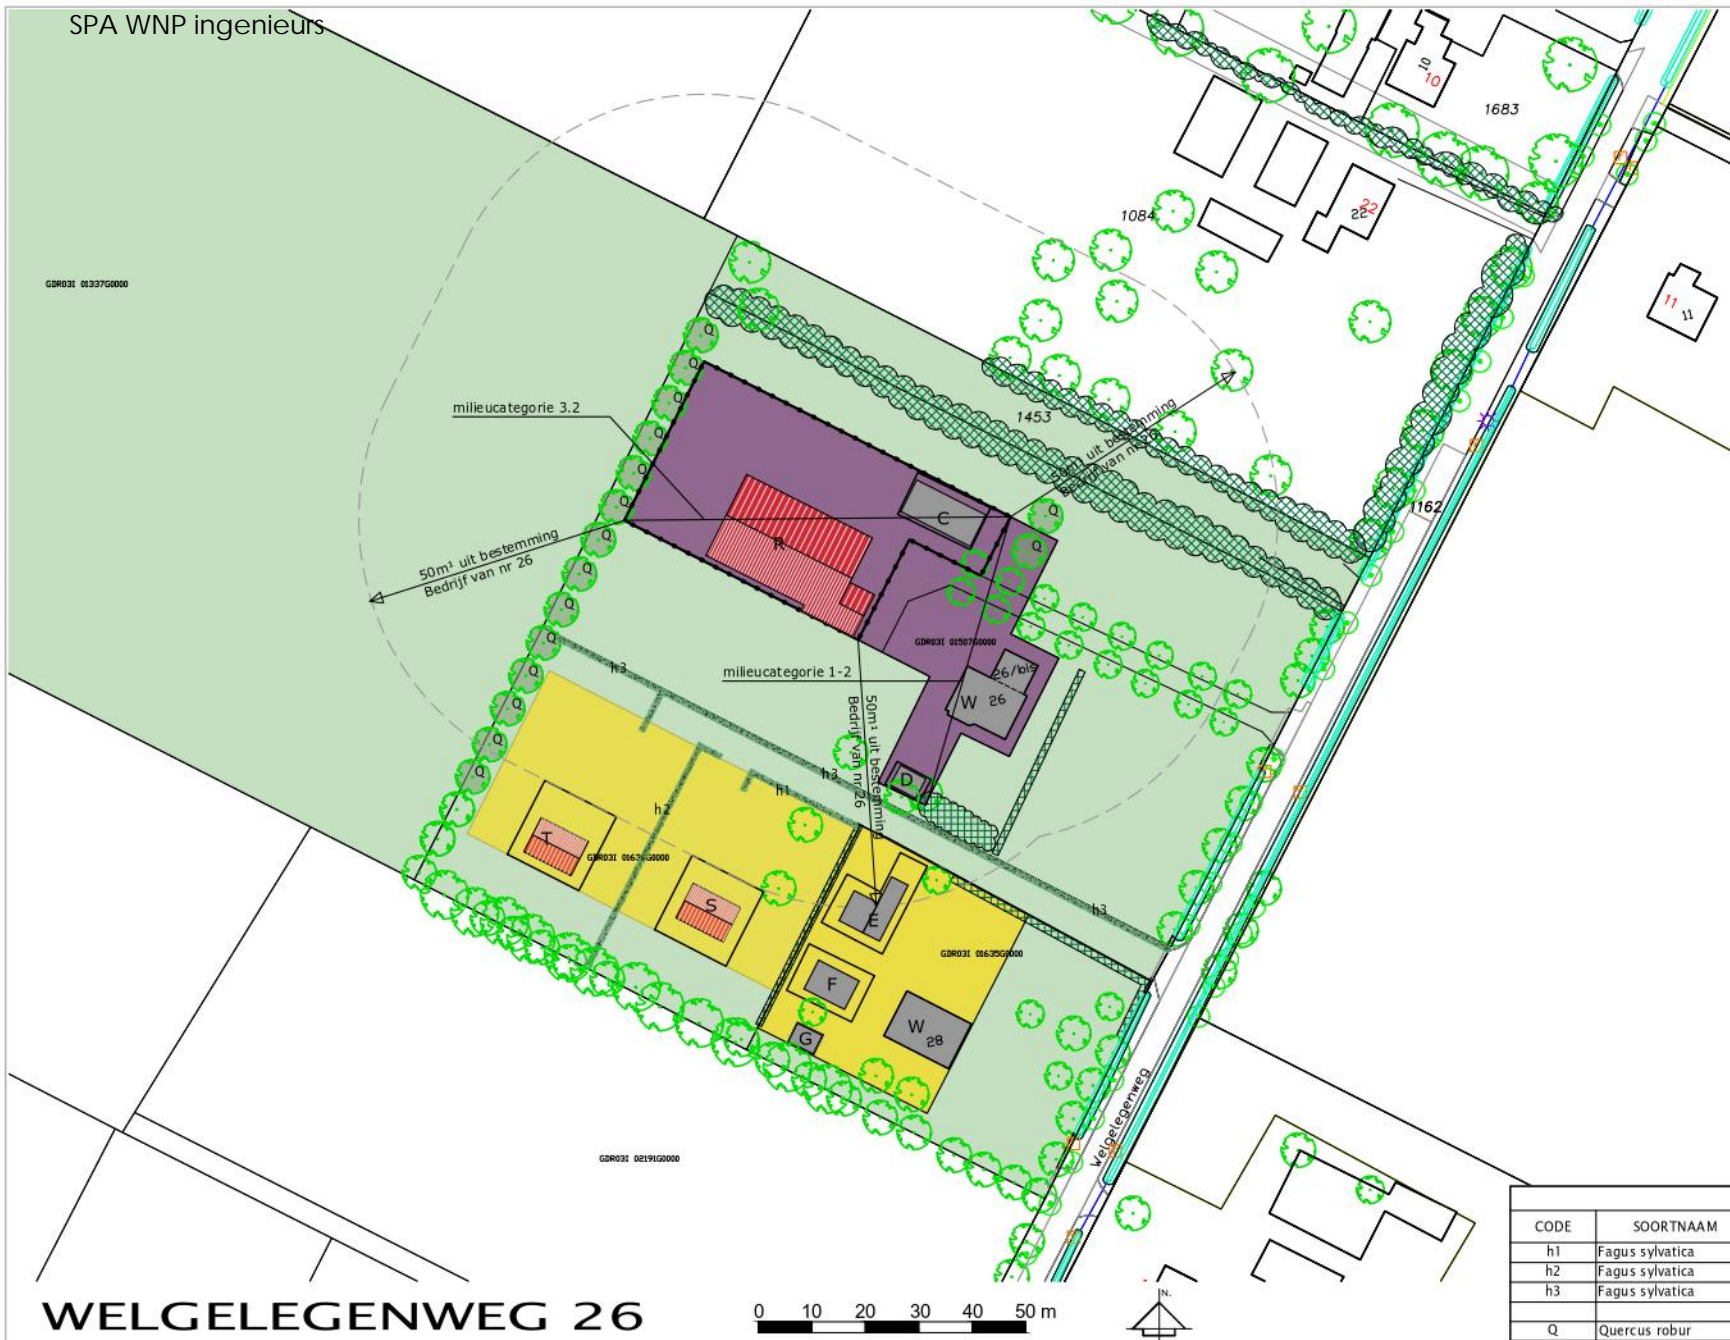 SPA WNP ingenieurs
10
10
1683
1084
22
22
11
11
GDR03I 01337G0000
Q
Q
Q
Q
Q
Q
Q
Q
Q
Q
Q
Q
Q
Q
milieucategorie 3.2
1453
50m¹ uit bestemming
Bedrijf van nr 26
1162
C
Q
Q
R
50m¹ uit bestemming
Bedrijf van nr 26
GDR03I 01507G0000
h3
milieucategorie 1-2
26/bis
W 26
50m¹ uit bestemming
Bedrijf van nr 26
h3
D
h1
h2
T
GDR03I 01636G0000
S
E
h3
GDR03I 01635G0000
F
W 28
G
Welgelegenweg
GDR03I 02191G0000
CODE SOORTNAAM
h1 Fagus sylvatica
h2 Fagus sylvatica
h3 Fagus sylvatica
Q Quercus robur
WELGELEGENWEG 26
0 10 20 30 40 50 m
N.